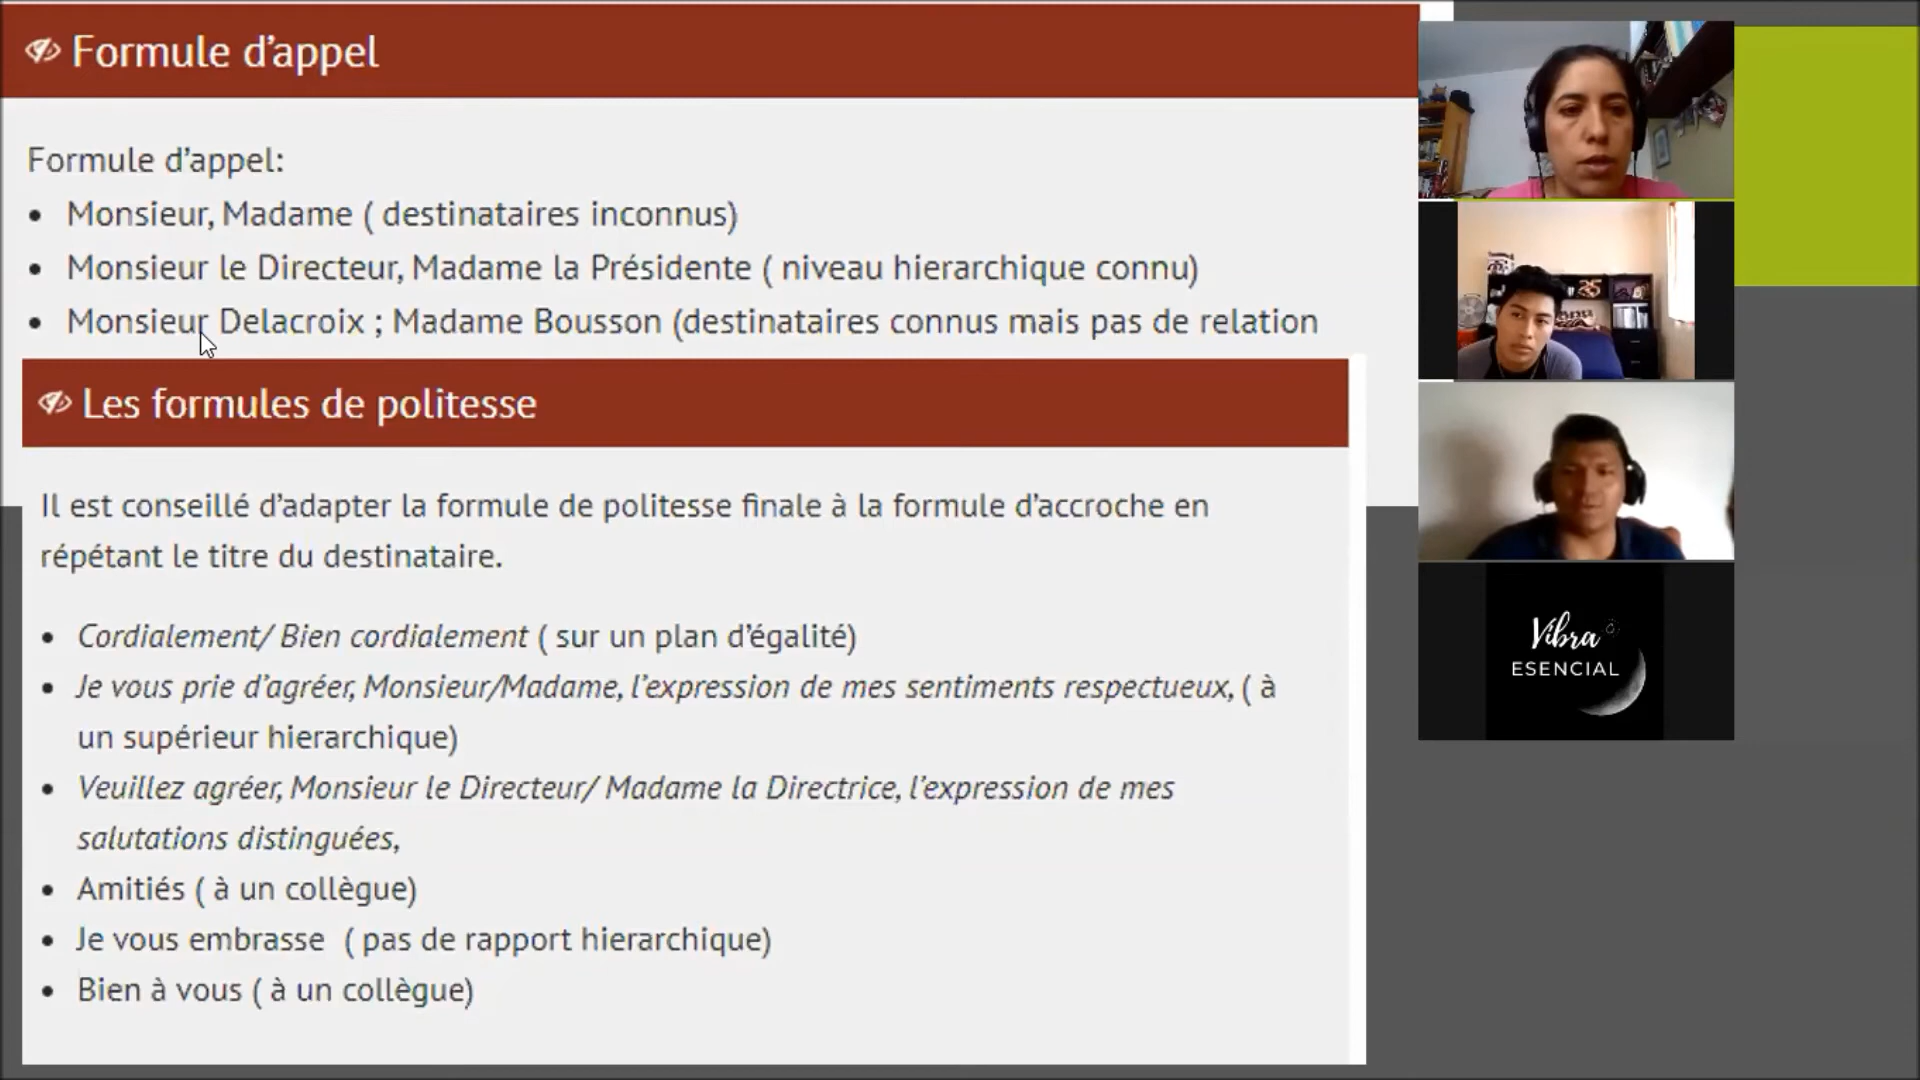 Formule d’appel
Formule d’appel:
• Monsieur, Madame ( destinataires inconnus)
• Monsieur le Directeur, Madame la Présidente ( niveau hierarchique connu)
• Monsieur Delacroix ; Madame Bousson (destinataires connus mais pas de relation
Les formules de politesse
Il est conseillé d’adapter la formule de politesse finale à la formule d’accroche en
répétant le titre du destinataire.
• Cordialement/ Bien cordialement ( sur un plan d’égalité)
• Je vous prie d’agréer, Monsieur/Madame, l’expression de mes sentiments respectueux, ( à
un supérieur hierarchique)
• Veuillez agréer, Monsieur le Directeur/ Madame la Directrice, l’expression de mes
salutations distinguées,
• Amitiés ( à un collègue)
• Je vous embrasse  ( pas de rapport hierarchique)
• Bien à vous ( à un collègue)
Vibra
ESENCIAL